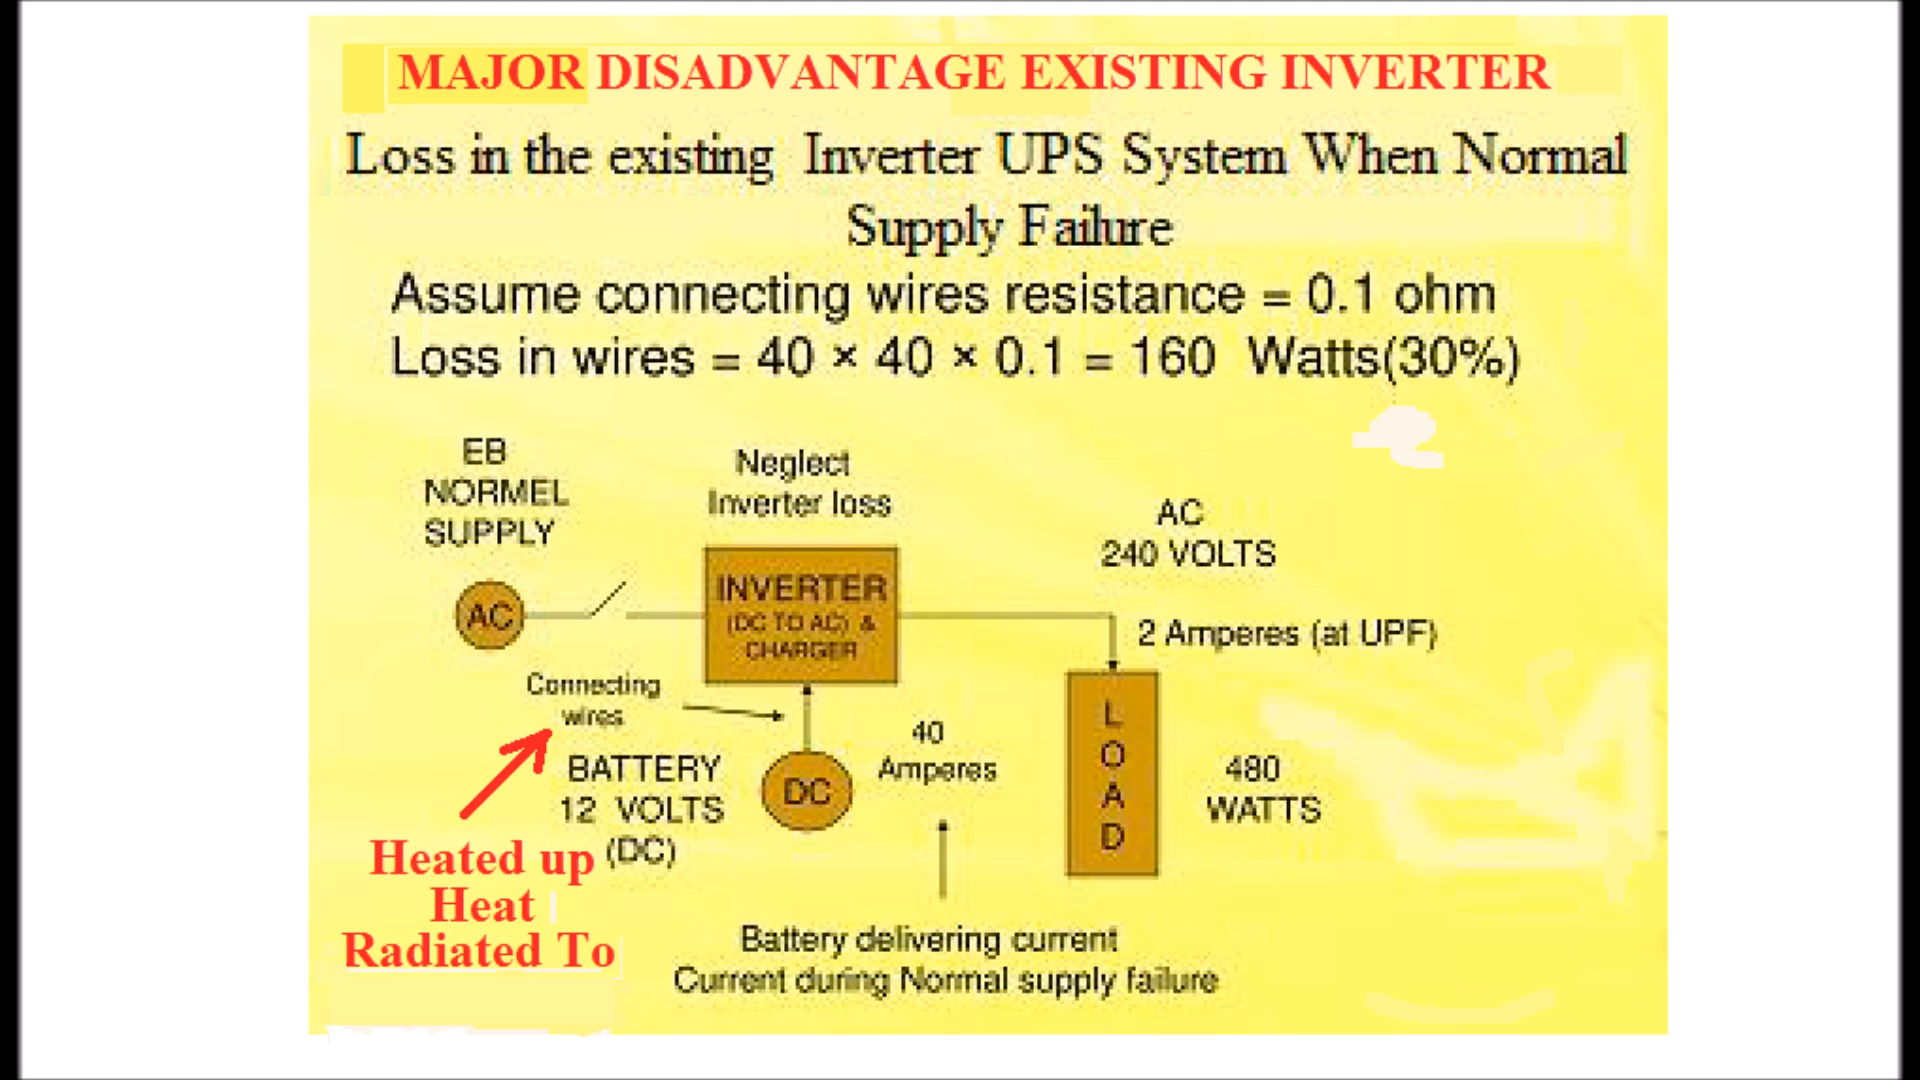 MAJOR DISADVANTAGE EXISTING INVERTER
Loss in the existing Inverter UPS System When Normal
Supply Failure
Assume connecting wires resistance = 0.1 ohm
Loss in wires = 40 × 40 × 0.1 = 160 Watts(30%)
EB
NORMEL
SUPPLY
Neglect
Inverter loss
AC
240 VOLTS
AC
INVERTER
(DC TO AC) &
CHARGER
2 Amperes (at UPF)
Connecting
wires
BATTERY
12 VOLTS
(DC)
DC
40
Amperes
L
O
A
D
480
WATTS
Heated up
Heat
Radiated To
Battery delivering current
Current during Normal supply failure